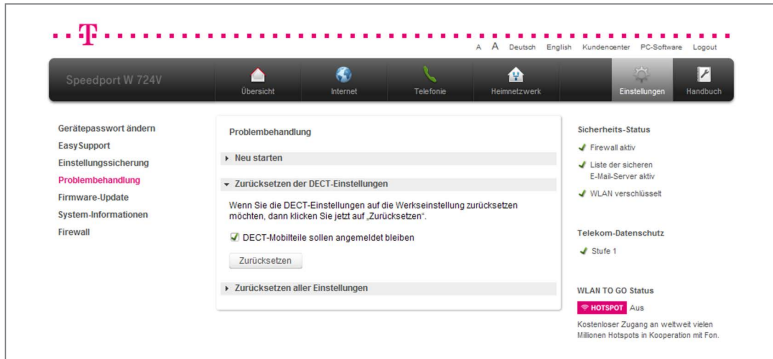 T
A A Deutsch English Kundencenter PC-Software Logout
Speedport W 724V
Übersicht Internet Telefonie Heimnetzwerk Einstellungen Handbuch
Gerätepasswort ändern
EasySupport
Einstellungssicherung
Problembehandlung
Firmware-Update
System-Informationen
Firewall
Problembehandlung
Neu starten
Zurücksetzen der DECT-Einstellungen
Wenn Sie die DECT-Einstellungen auf die Werkseinstellung zurücksetzen
möchten, dann klicken Sie jetzt auf „Zurücksetzen“.
DECT-Mobilteile sollen angemeldet bleiben
Zurücksetzen
Zurücksetzen aller Einstellungen
Sicherheits-Status
Firewall aktiv
Liste der sicheren
E-Mail-Server aktiv
WLAN verschlüsselt
Telekom-Datenschutz
Stufe 1
WLAN TO GO Status
HOTSPOT Aus
Kostenloser Zugang an weltweit vielen
Millionen Hotspots in Kooperation mit Fon.